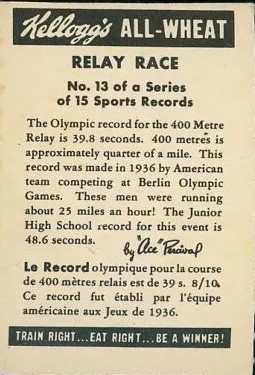 Kellogg's ALL-WHEAT
RELAY RACE
No. 13 of a Series
of 15 Sports Records
The Olympic record for the 400 Metre
Relay is 39.8 seconds. 400 metres is
approximately quarter of a mile. This
record was made in 1936 by American
team competing at Berlin Olympic
Games. These men were running
about 25 miles an hour! The Junior
High School record for this event is
48.6 seconds.
by "Ace" Percival
Le Record olympique pour la course
de 400 mètres relais est de 39 s. 8/10.
Ce record fut établi par l'équipe
américaine aux Jeux de 1936.
TRAIN RIGHT...EAT RIGHT...BE A WINNER!